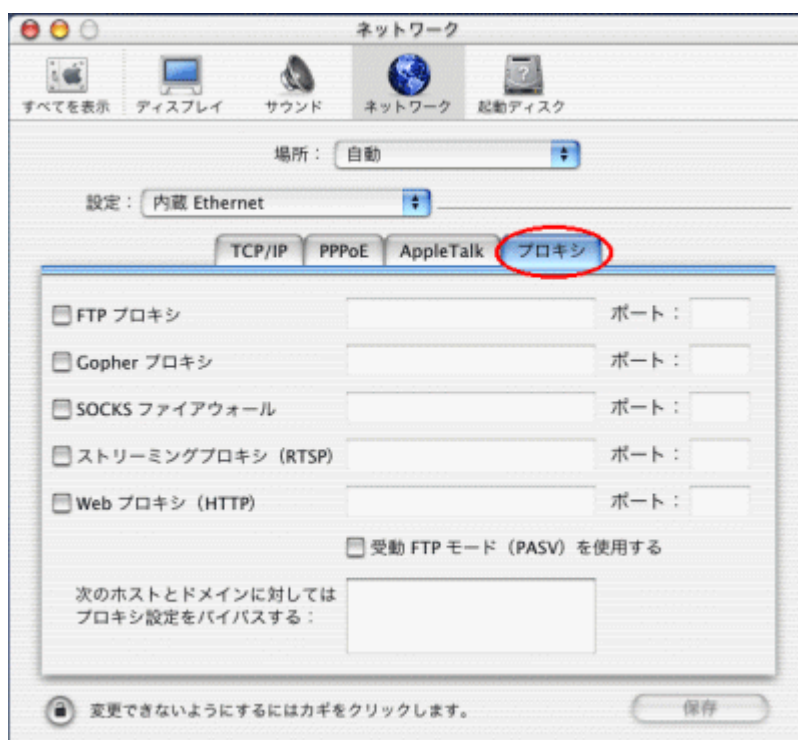 ネットワーク
すべてを表示 ディスプレイ サウンド ネットワーク 起動ディスク
場所： 自動
設定： 内蔵 Ethernet
TCP/IP PPPoE AppleTalk プロキシ
FTP プロキシ ポート：
Gopher プロキシ ポート：
SOCKS ファイアウォール ポート：
ストリーミングプロキシ（RTSP） ポート：
Web プロキシ（HTTP） ポート：
受動 FTP モード（PASV）を使用する
次のホストとドメインに対しては
プロキシ設定をバイパスする：
変更できないようにするにはカギをクリックします。 保存